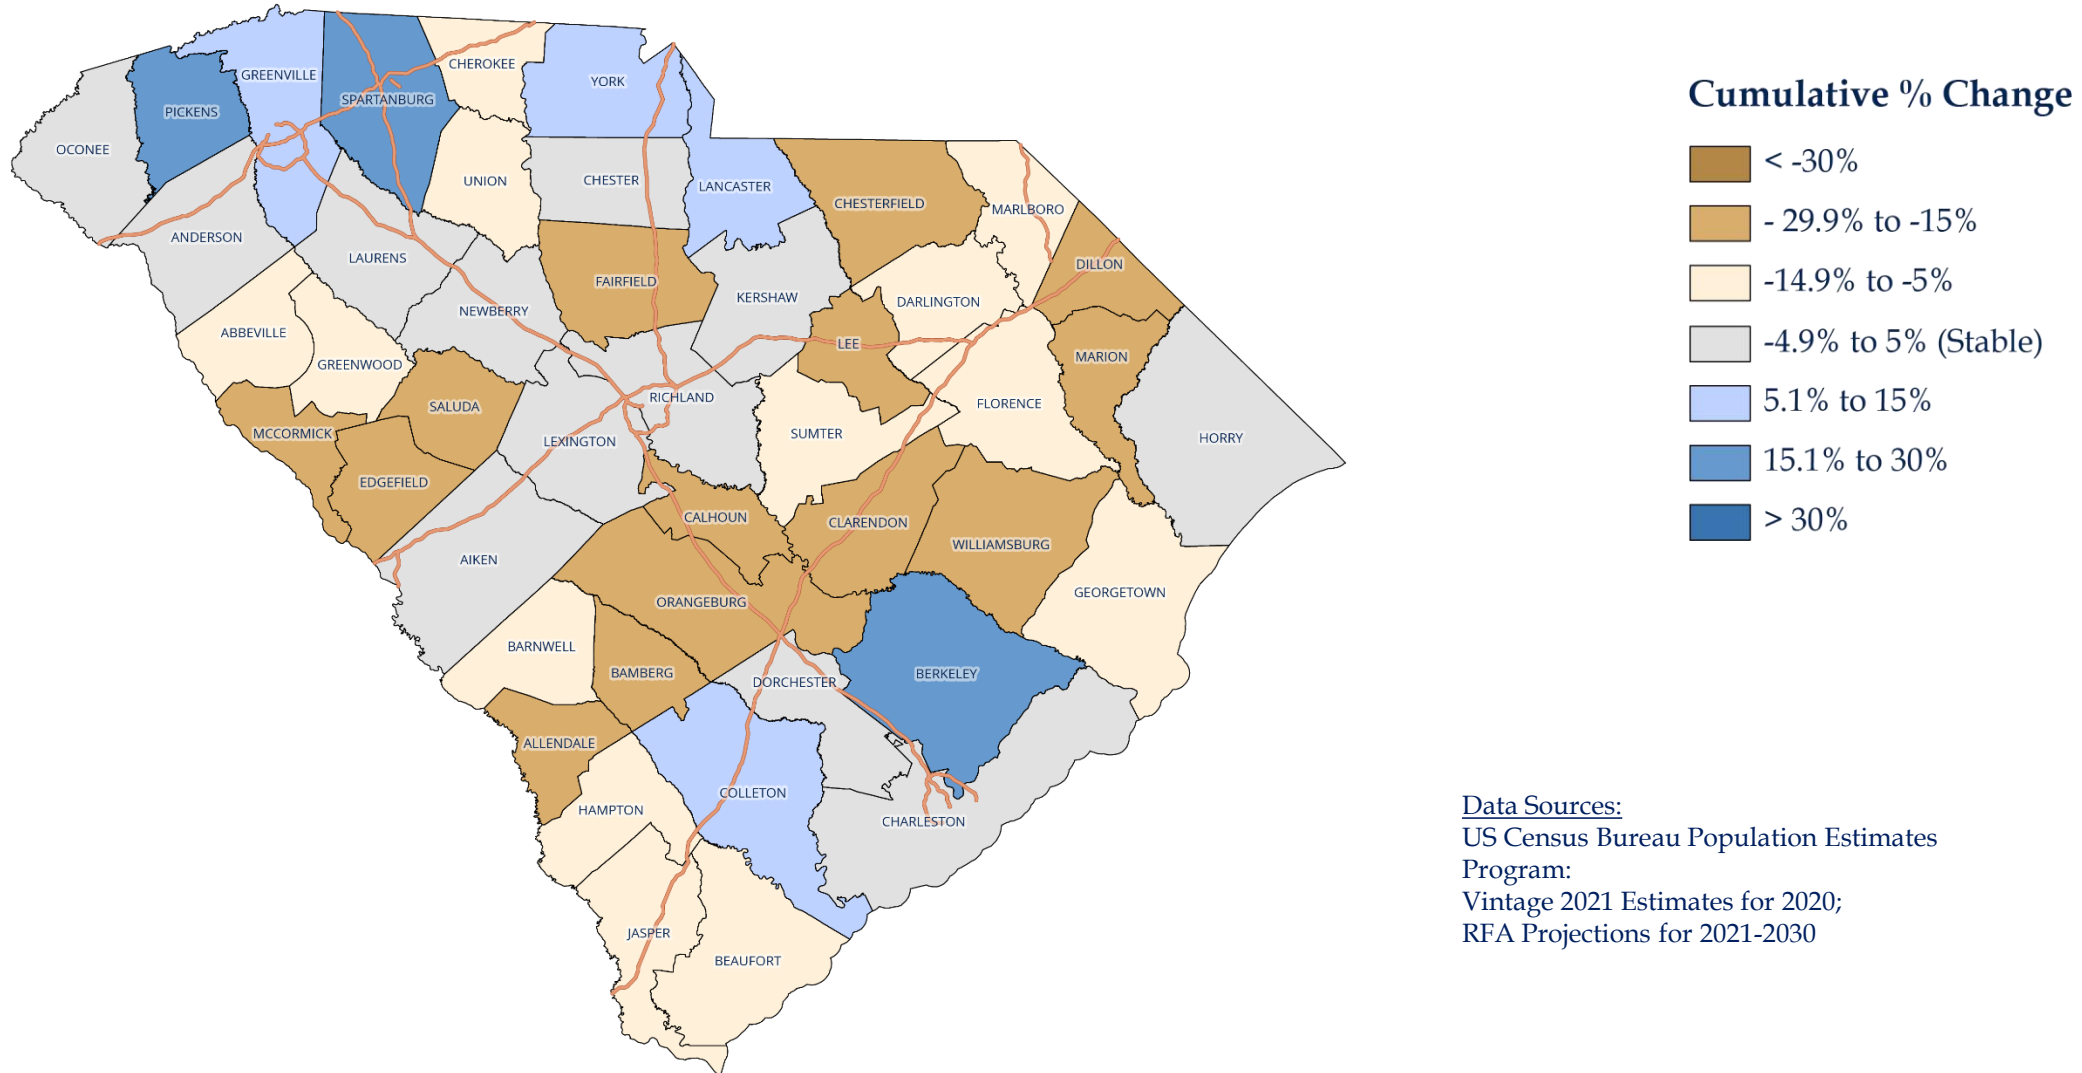 CHEROKEE
GREENVILLE
YORK
SPARTANBURG
PICKENS
OCONEE
UNION
CHESTER
LANCASTER
CHESTERFIELD
MARLBORO
ANDERSON
LAURENS
DILLON
FAIRFIELD
KERSHAW
DARLINGTON
NEWBERRY
ABBEVILLE
LEE
MARION
GREENWOOD
RICHLAND
SALUDA
FLORENCE
MCCORMICK
SUMTER
HORRY
LEXINGTON
EDGEFIELD
CALHOUN
CLARENDON
WILLIAMSBURG
AIKEN
GEORGETOWN
ORANGEBURG
BARNWELL
BAMBERG
BERKELEY
DORCHESTER
ALLENDALE
COLLETON
HAMPTON
CHARLESTON
JASPER
BEAUFORT
Cumulative % Change
< -30%
- 29.9% to -15%
-14.9% to -5%
-4.9% to 5% (Stable)
5.1% to 15%
15.1% to 30%
> 30%
Data Sources:
US Census Bureau Population Estimates
Program:
Vintage 2021 Estimates for 2020;
RFA Projections for 2021-2030